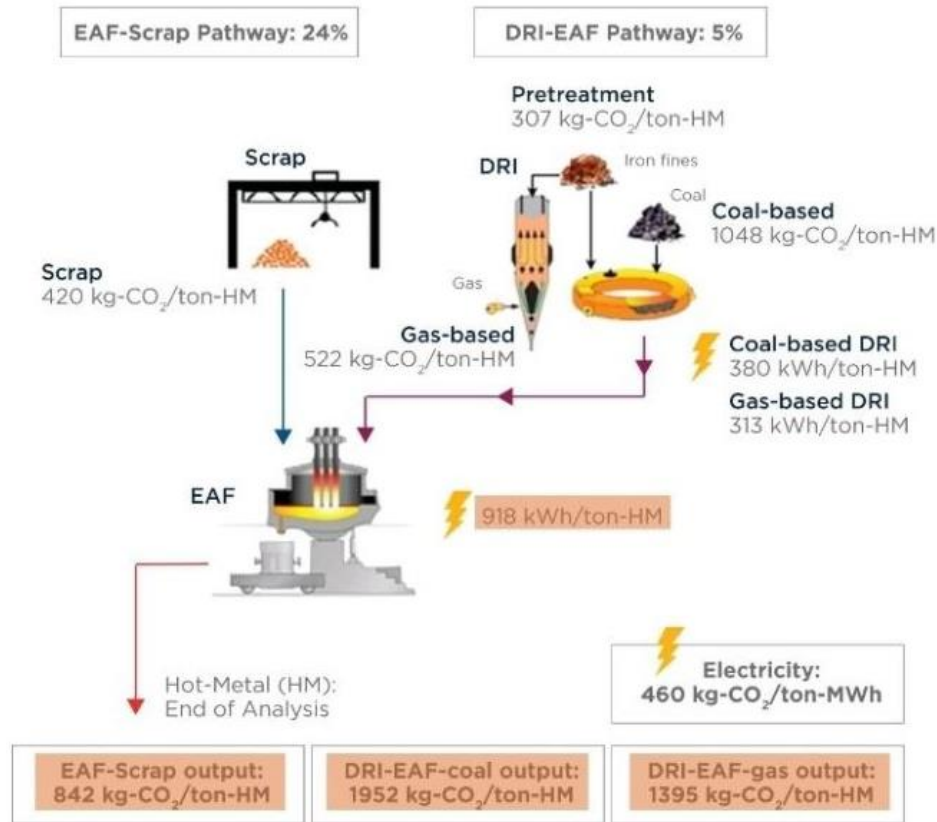 EAF-Scrap Pathway: 24%
DRI-EAF Pathway: 5%
Pretreatment
307 kg-CO₂/ton-HM
Scrap
DRI
Iron fines
Coal
Coal-based
1048 kg-CO₂/ton-HM
Scrap
420 kg-CO₂/ton-HM
Gas
Gas-based
522 kg-CO₂/ton-HM
Coal-based DRI
380 kWh/ton-HM
Gas-based DRI
313 kWh/ton-HM
EAF
918 kWh/ton-HM
Electricity:
460 kg-CO₂/ton-MWh
Hot-Metal (HM):
End of Analysis
EAF-Scrap output:
842 kg-CO₂/ton-HM
DRI-EAF-coal output:
1952 kg-CO₂/ton-HM
DRI-EAF-gas output:
1395 kg-CO₂/ton-HM